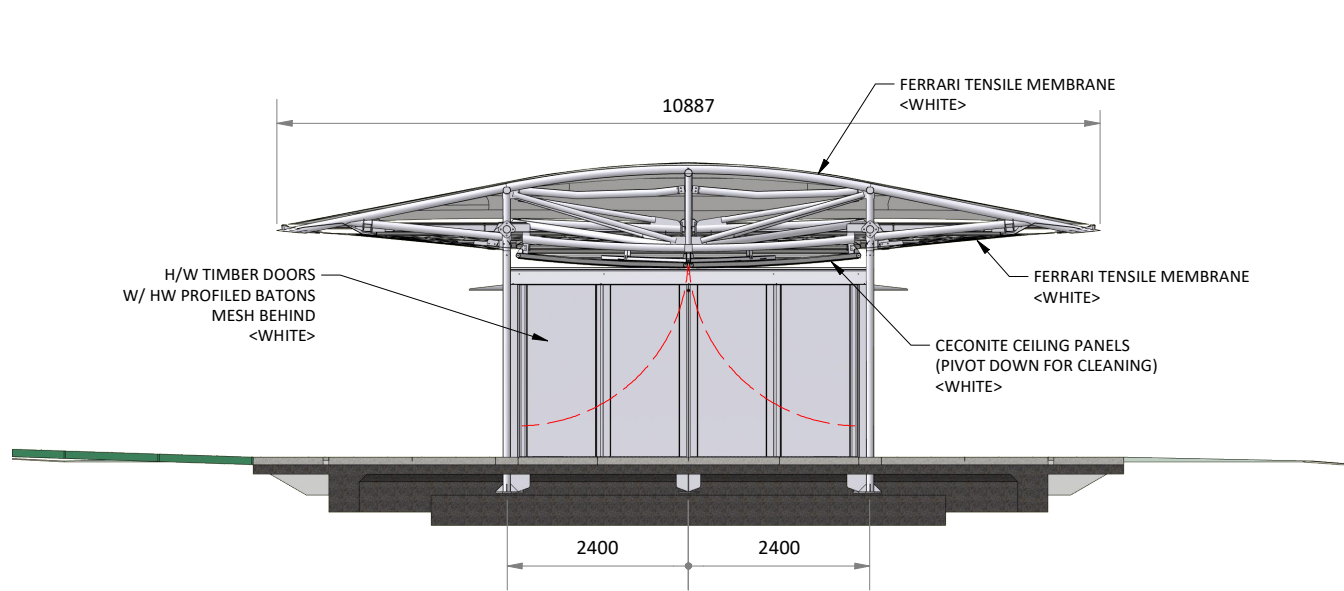 FERRARI TENSILE MEMBRANE
<WHITE>
10887
H/W TIMBER DOORS
W/ HW PROFILED BATONS
MESH BEHIND
<WHITE>
FERRARI TENSILE MEMBRANE
<WHITE>
CECONITE CEILING PANELS
(PIVOT DOWN FOR CLEANING)
<WHITE>
2400
2400